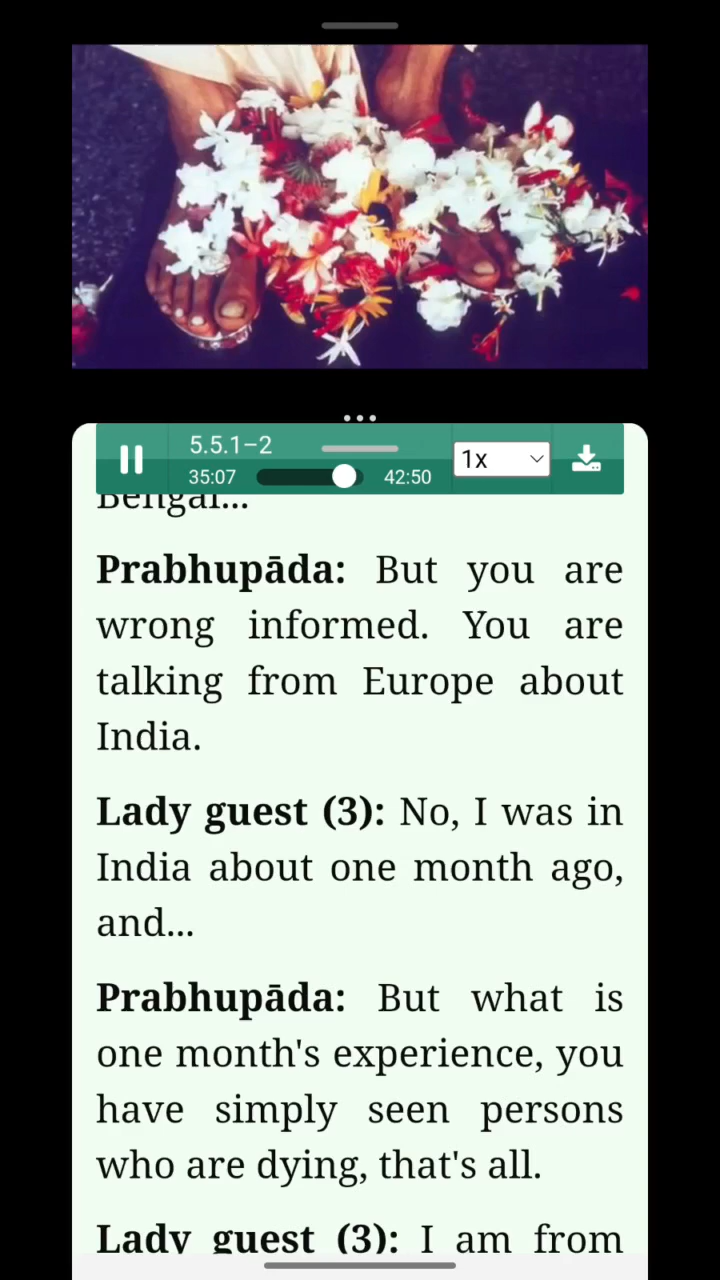 5.5.1–2
35:07
42:50
1x
Bengal...
Prabhupāda: But you are
wrong informed. You are
talking from Europe about
India.
Lady guest (3): No, I was in
India about one month ago,
and...
Prabhupāda: But what is
one month's experience, you
have simply seen persons
who are dying, that's all.
Lady guest (3): I am from